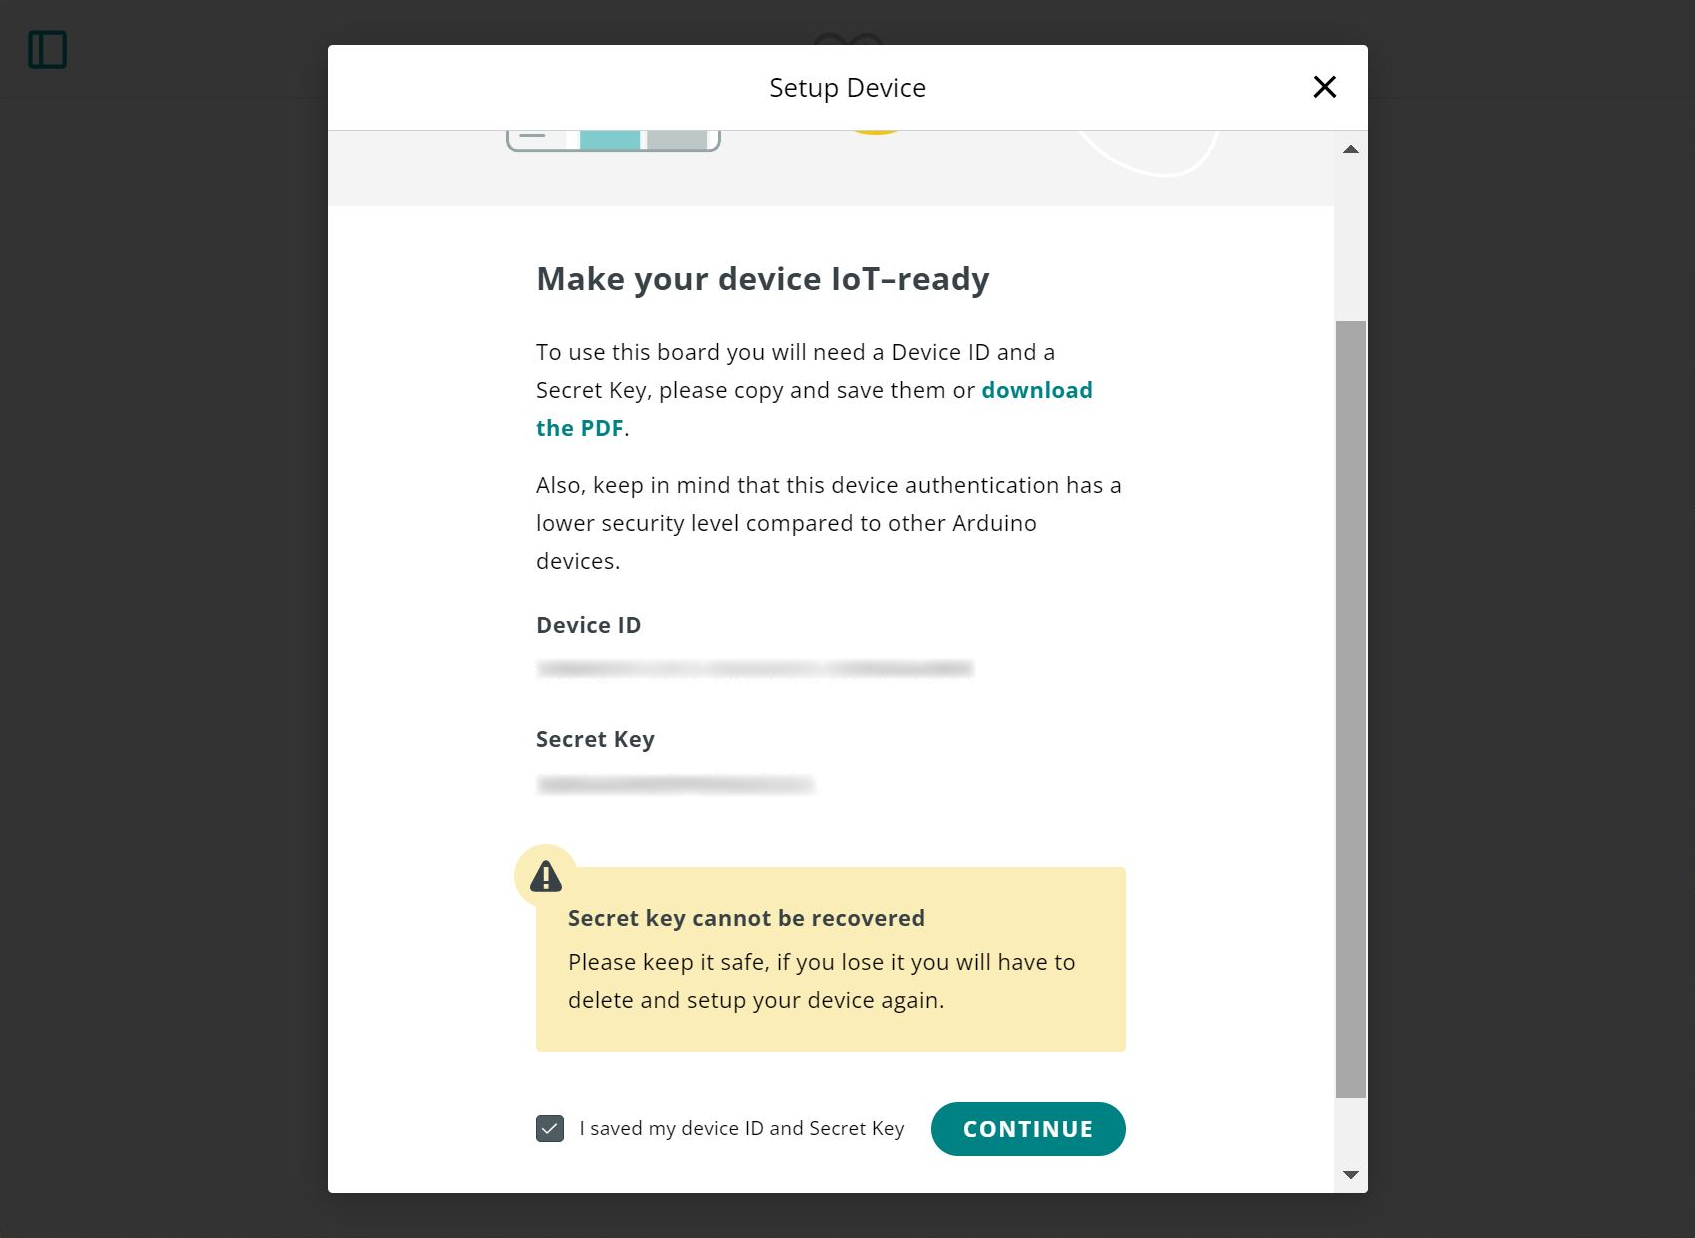 Setup Device
Make your device IoT–ready
To use this board you will need a Device ID and a
Secret Key, please copy and save them or download
the PDF.
Also, keep in mind that this device authentication has a
lower security level compared to other Arduino
devices.
Device ID
Secret Key
Secret key cannot be recovered
Please keep it safe, if you lose it you will have to
delete and setup your device again.
I saved my device ID and Secret Key
CONTINUE